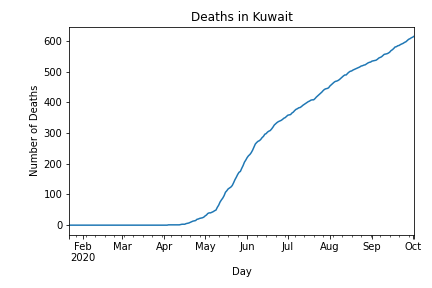 Deaths in Kuwait
Number of Deaths
600
500
400
300
200
100
0
Feb Mar Apr May Jun Jul Aug Sep Oct
2020
Day